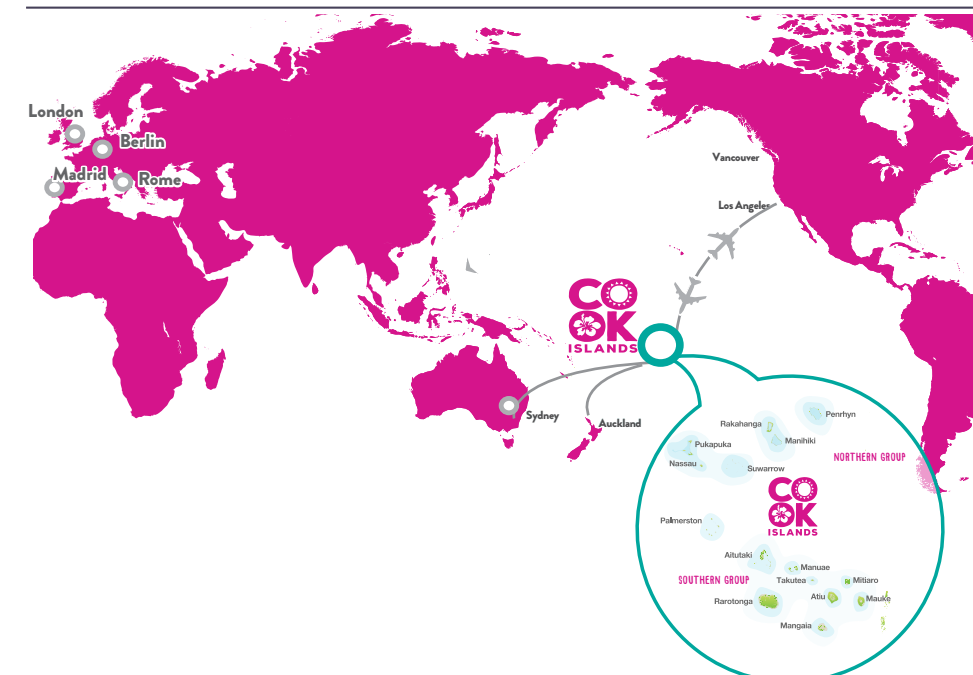 London
Berlin
Madrid
Rome
Vancouver
Los Angeles
COOK
ISLANDS
Sydney
Auckland
Penrhyn
Rakahanga
Manihiki
Pukapuka
Nassau
Suwarrow
NORTHERN GROUP
COOK
ISLANDS
Palmerston
Aitutaki
Manuae
Takutea
Mitiaro
SOUTHERN GROUP
Rarotonga
Atiu
Mauke
Mangaia